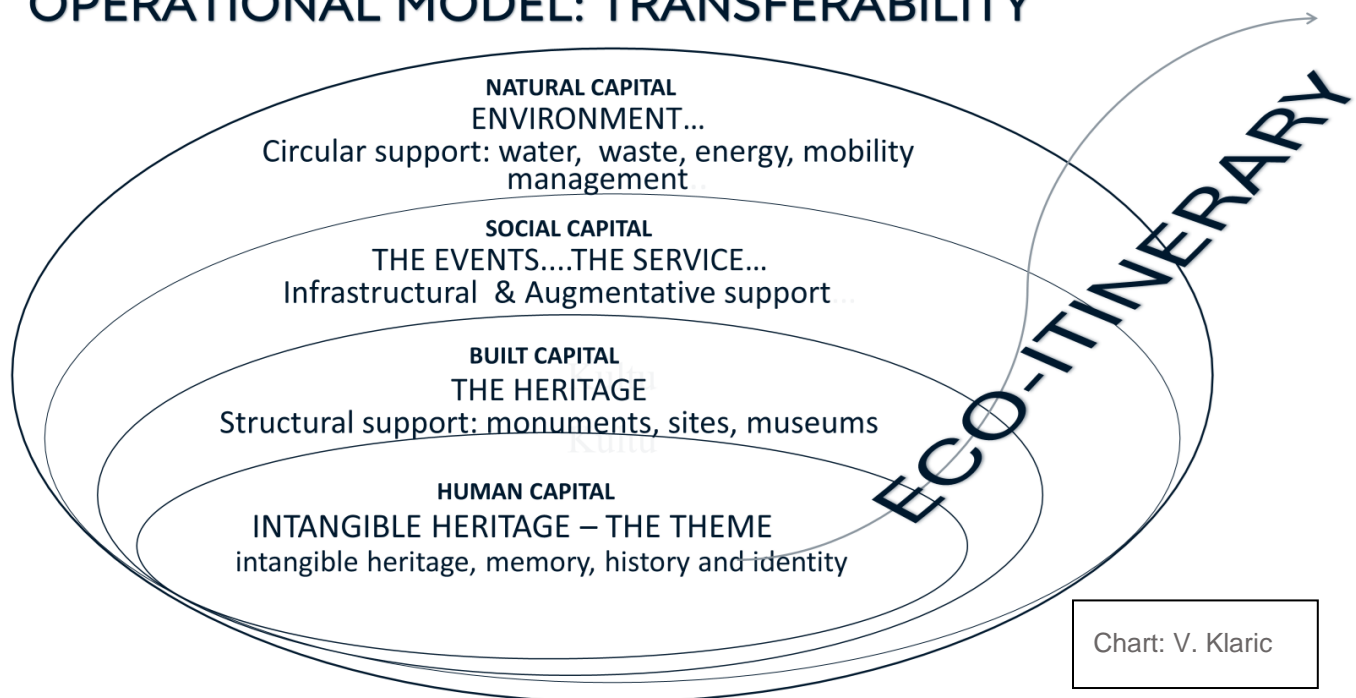 OPERATIONAL MODEL: TRANSFERABILITY
NATURAL CAPITAL
ENVIRONMENT...
Circular support: water, waste, energy, mobility
management...
SOCIAL CAPITAL
THE EVENTS....THE SERVICE...
Infrastructural & Augmentative support...
BUILT CAPITAL
Kultu
THE HERITAGE
Structural support: monuments, sites, museums
Kultu
HUMAN CAPITAL
INTANGIBLE HERITAGE – THE THEME
intangible heritage, memory, history and identity
ECO-ITINERARY
Chart: V. Klaric